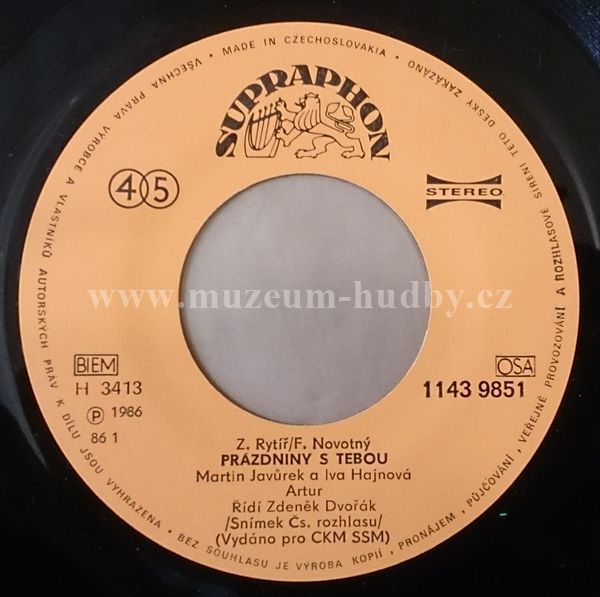 VŠECHNA PRÁVA VÝROBCE A VLASTNÍKŮ AUTORSKÝCH PRÁV K DÍLU JSOU VYHRAŽENA • BEZ SOUHLASU JE VÝROBA KOPIÍ, PRONÁJEM, PŮJČOVÁNÍ, VEŘEJNÉ PROVOZOVÁNÍ A ROZHLASOVÉ ŠÍŘENÍ TÉTO DESKY ZAKÁZÁNO • MADE IN CZECHOSLOVAKIA •
SUPRAPHON
45
STEREO
www.muzeum-hudby.cz
BIEM
OSA
H 3413
1143 9851
Ⓟ 1986
86 1
Z. Rytíř/F. Novotný
PRÁZDNINY S TEBOU
Martin Javůrek a Iva Hajnová
Artur
Řídí Zdeněk Dvořák
/Snímek Čs. rozhlasu/
(Vydáno pro CKM SSM)